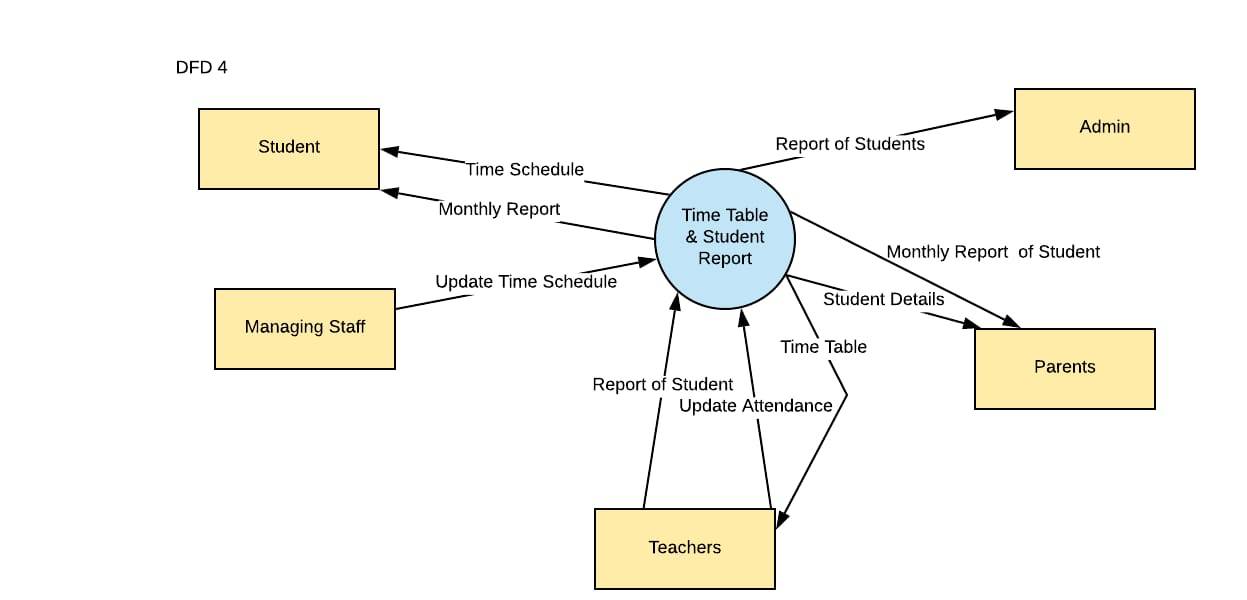 DFD 4
Admin
Report of Students
Student
Time Schedule
Monthly Report
Time Table
& Student
Report
Monthly Report  of Student
Update Time Schedule
Student Details
Managing Staff
Time Table
Parents
Report of Student
Update Attendance
Teachers